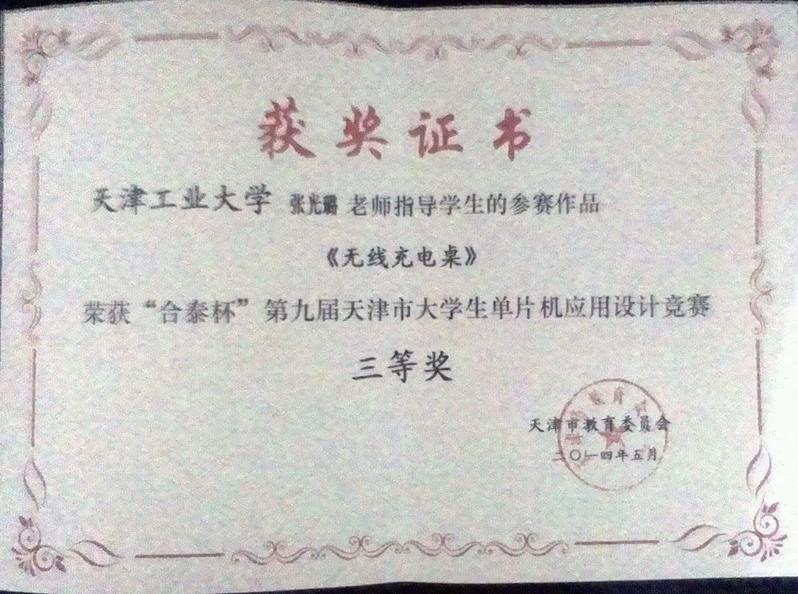 获奖证书
天津工业大学 张光 老师指导学生的参赛作品
《无线充电桌》
荣获“合泰杯”第九届天津市大学生单片机应用设计竞赛
三等奖
天津市教育委员会
二〇一四年五月